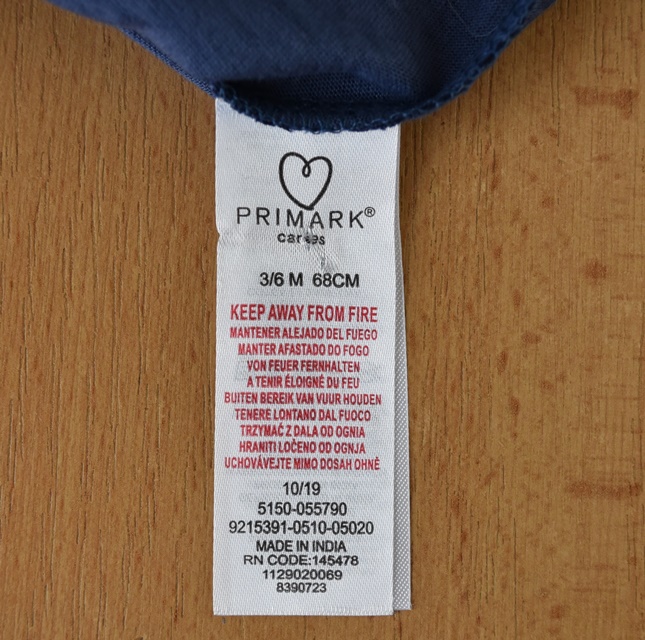 PRIMARK®
cares
3/6 M 68CM
KEEP AWAY FROM FIRE
MANTENER ALEJADO DEL FUEGO
MANTER AFASTADO DO FOGO
VON FEUER FERNHALTEN
A TENIR ÉLOIGNÉ DU FEU
BUITEN BEREIK VAN VUUR HOUDEN
TENERE LONTANO DAL FUOCO
TRZYMAĆ Z DALA OD OGNIA
HRANITI LOČENO OD OGNJA
UCHOVÁVEJTE MIMO DOSAH OHNĚ
10/19
5150-055790
9215391-0510-05020
MADE IN INDIA
RN CODE:145478
1129020069
8390723